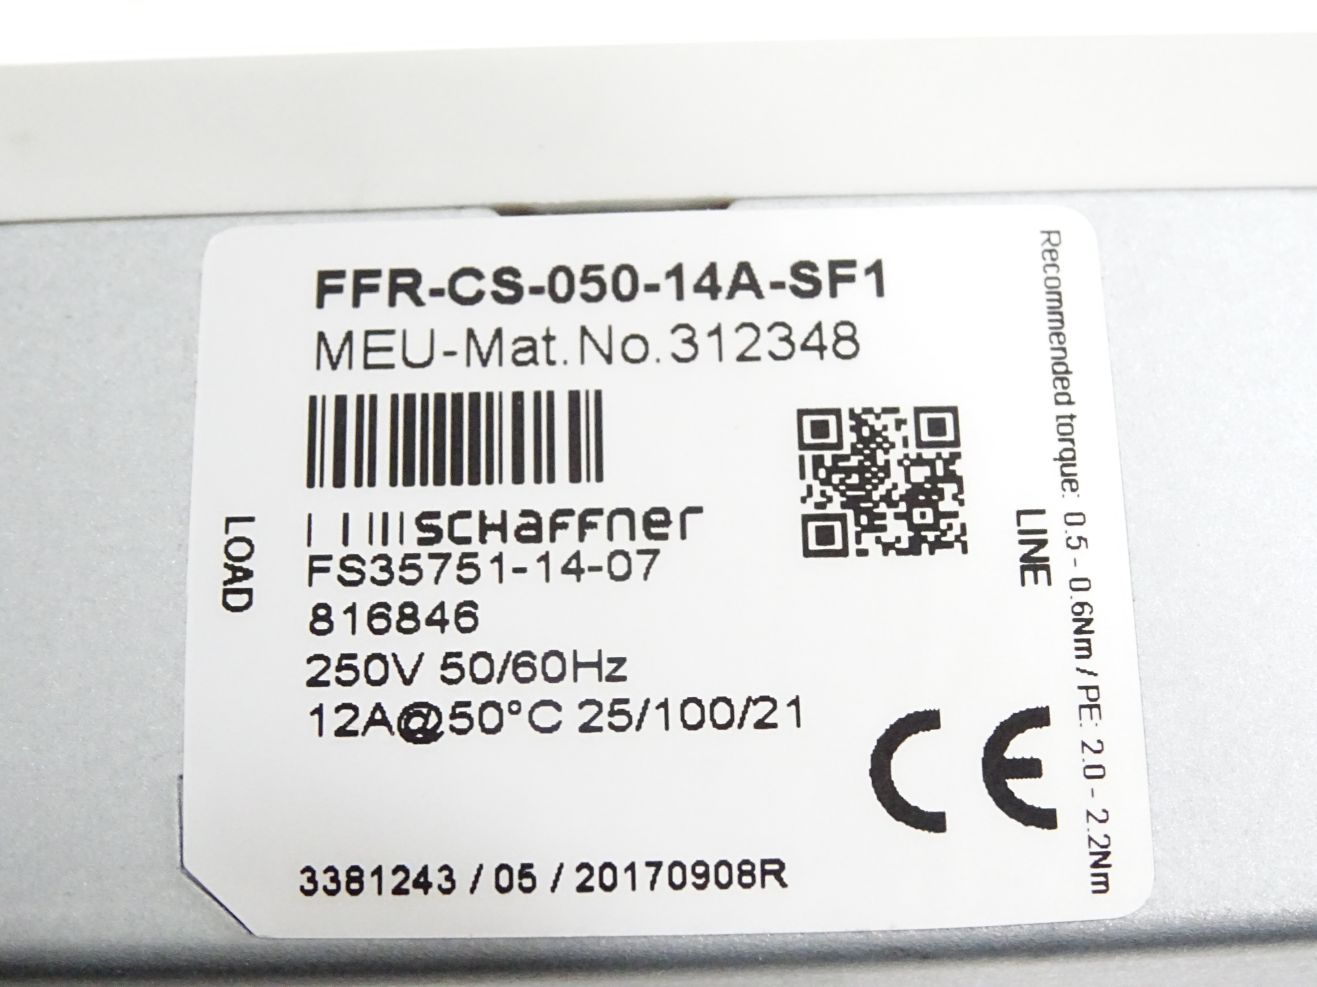 FFR-CS-050-14A-SF1
MEU-Mat.No.312348
schaffner
FS35751-14-07
816846
250V 50/60Hz
12A@50°C 25/100/21
3381243 / 05 / 20170908R
LOAD
LINE
CE
Recommended torque: 0.5 - 0.6Nm / PE: 2.0 - 2.2Nm